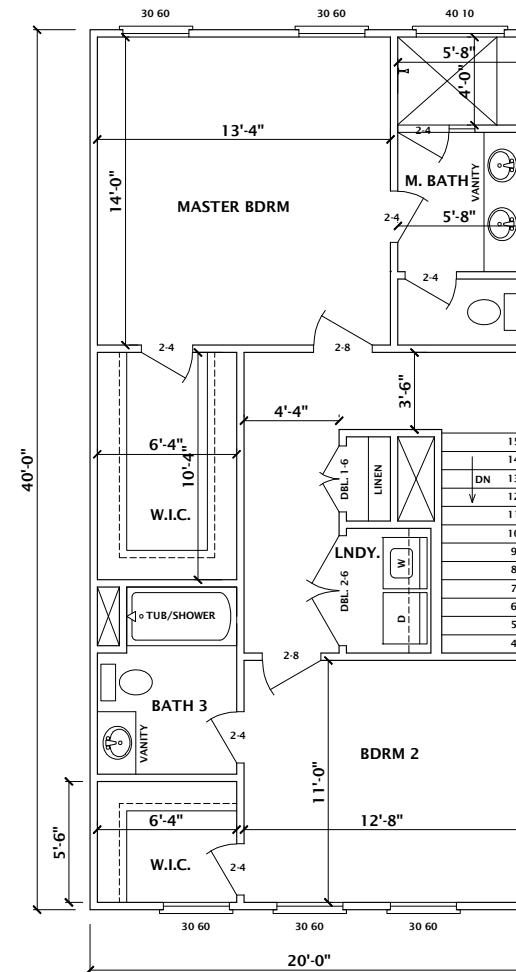 30 60
30 60
40 10
5'-8"
4'-0"
2-4
13'-4"
14'-0"
MASTER BDRM
M. BATH
VANITY
2-4
5'-8"
2-4
2-4
2-8
40'-0"
4'-4"
3'-6"
6'-4"
10'-4"
W.I.C.
DBL. 1-6
LINEN
DN
15
14
13
12
11
10
9
8
7
6
5
4
LNDY.
DBL. 2-6
W
D
TUB/SHOWER
2-8
BATH 3
VANITY
2-4
BDRM 2
11'-0"
5'-6"
6'-4"
12'-8"
W.I.C.
2-4
30 60
30 60
30 60
20'-0"